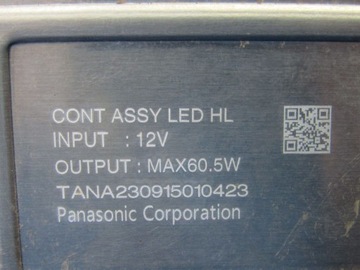 CONT ASSY LED HL
INPUT : 12V
OUTPUT : MAX60.5W
TANA230915010423
Panasonic Corporation